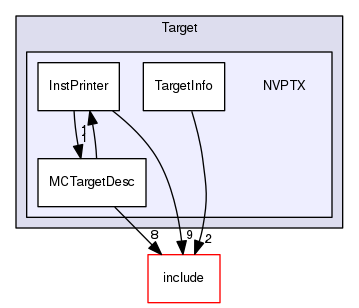 Target
InstPrinter
TargetInfo
NVPTX
1
1
MCTargetDesc
8
9
2
include